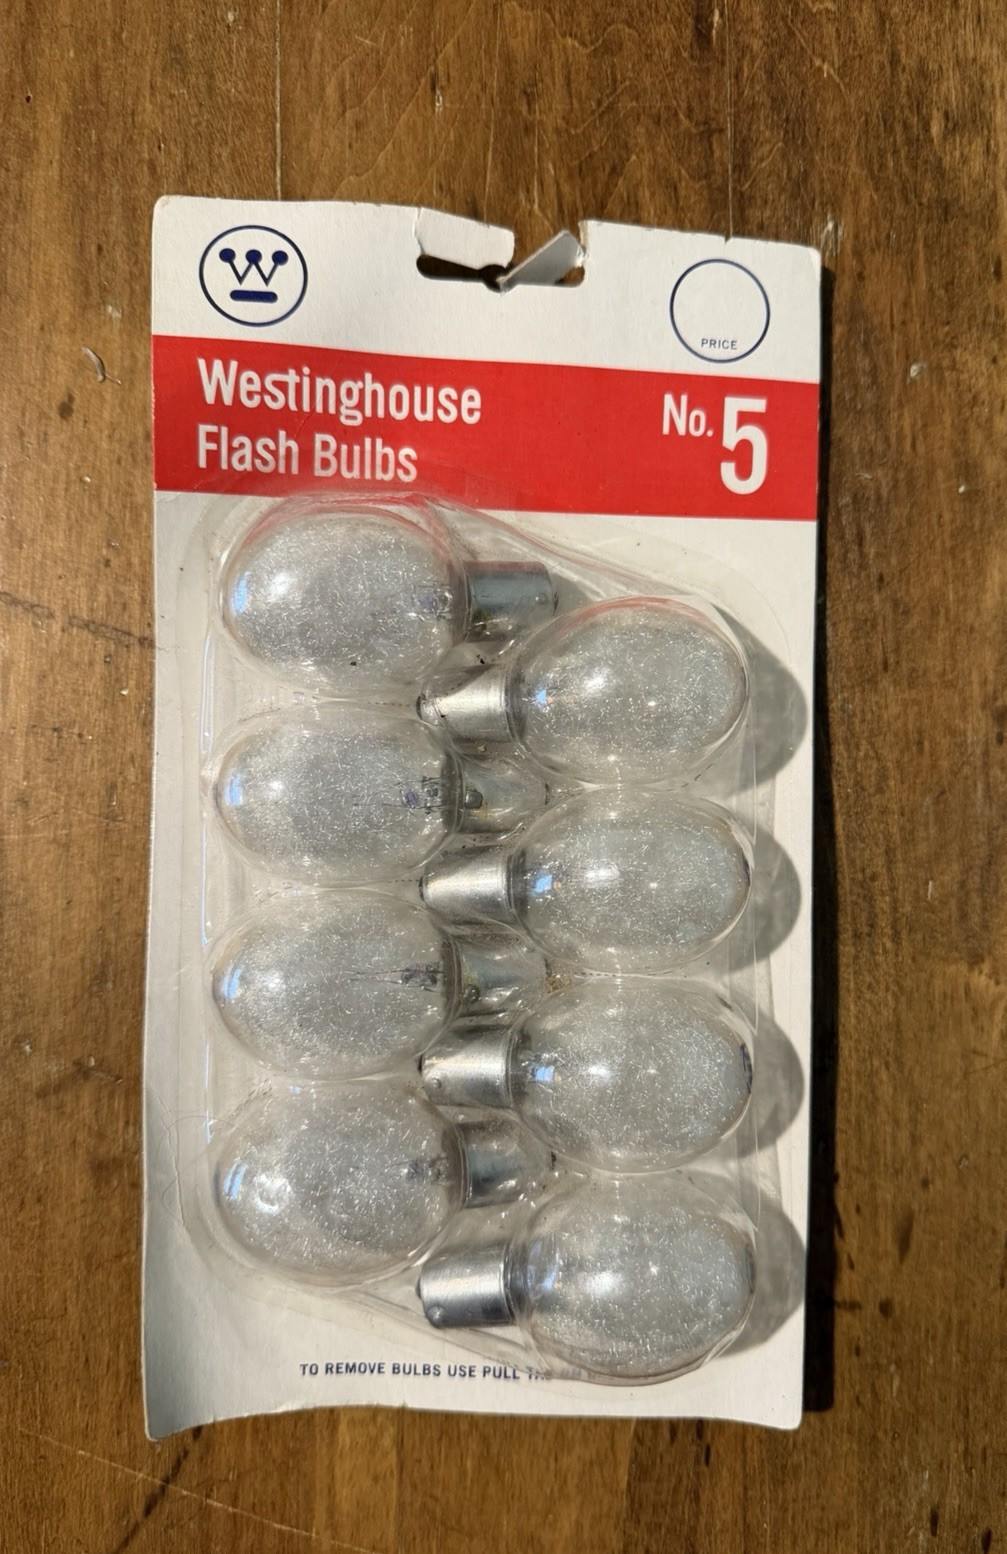 W
PRICE
Westinghouse
Flash Bulbs
No. 5
TO REMOVE BULBS USE PULL